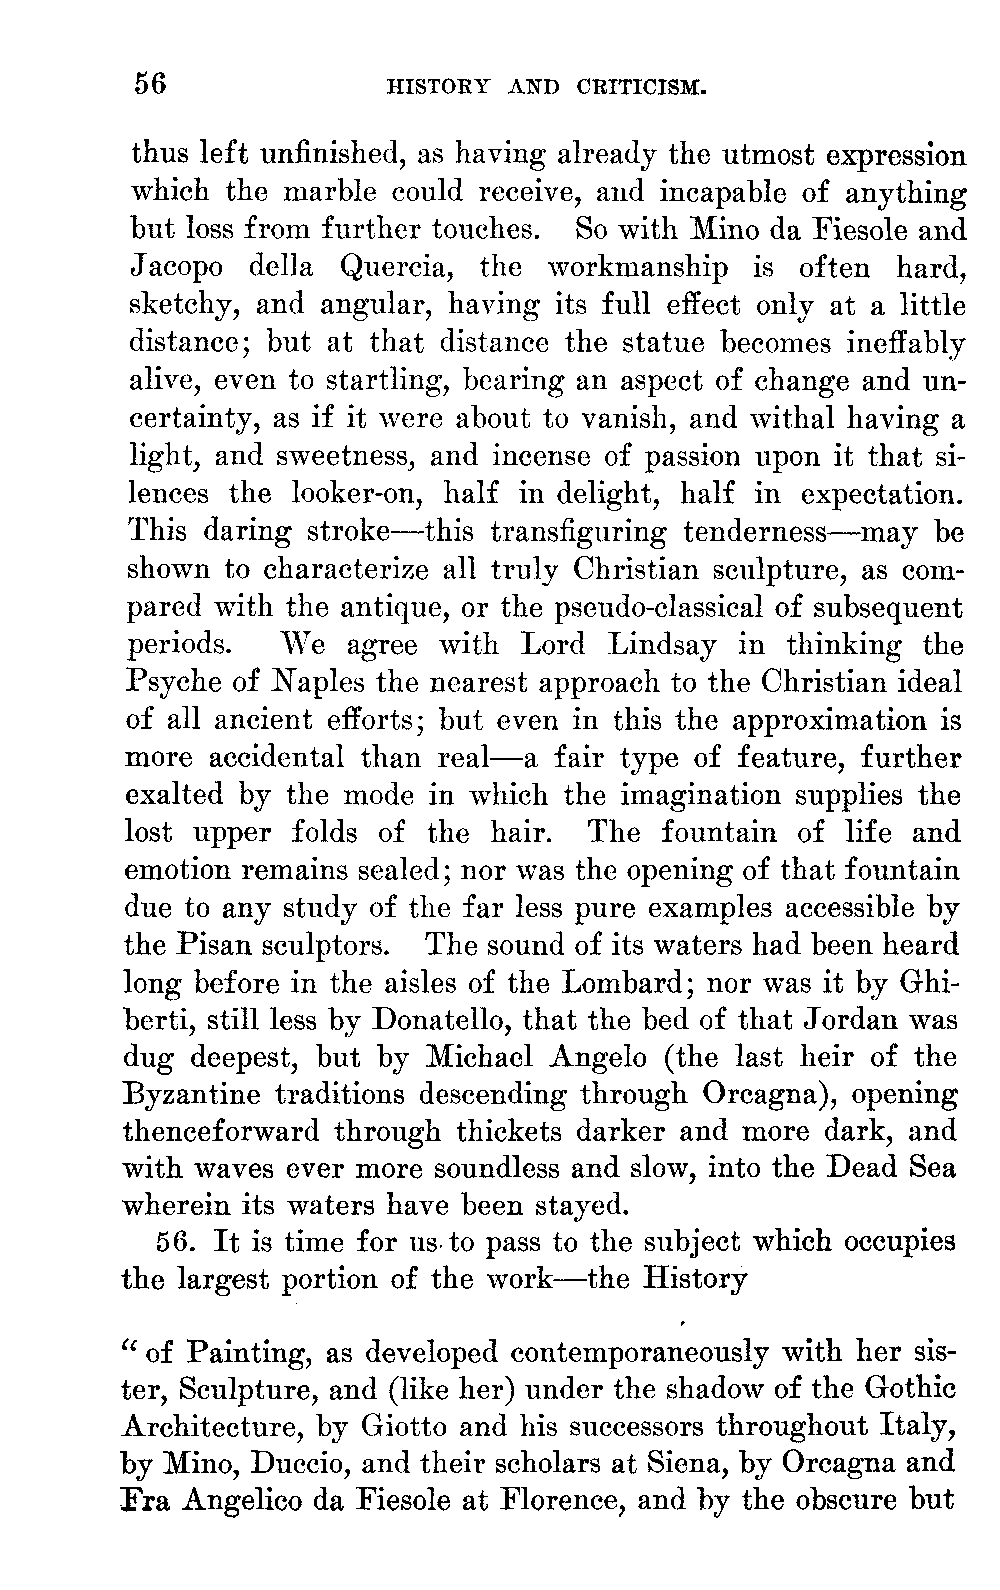 56 HISTORY AND CRITICISM.
thus left unfinished, as having already the utmost expression
which the marble could receive, and incapable of anything
but loss from further touches. So with Mino da Fiesole and
Jacopo della Quercia, the workmanship is often hard,
sketchy, and angular, having its full effect only at a little
distance; but at that distance the statue becomes ineffably
alive, even to startling, bearing an aspect of change and un-
certainty, as if it were about to vanish, and withal having a
light, and sweetness, and incense of passion upon it that si-
lences the looker-on, half in delight, half in expectation.
This daring stroke—this transfiguring tenderness—may be
shown to characterize all truly Christian sculpture, as com-
pared with the antique, or the pseudo-classical of subsequent
periods. We agree with Lord Lindsay in thinking the
Psyche of Naples the nearest approach to the Christian ideal
of all ancient efforts; but even in this the approximation is
more accidental than real—a fair type of feature, further
exalted by the mode in which the imagination supplies the
lost upper folds of the hair. The fountain of life and
emotion remains sealed; nor was the opening of that fountain
due to any study of the far less pure examples accessible by
the Pisan sculptors. The sound of its waters had been heard
long before in the aisles of the Lombard; nor was it by Ghi-
berti, still less by Donatello, that the bed of that Jordan was
dug deepest, but by Michael Angelo (the last heir of the
Byzantine traditions descending through Orcagna), opening
thenceforward through thickets darker and more dark, and
with waves ever more soundless and slow, into the Dead Sea
wherein its waters have been stayed.
56. It is time for us to pass to the subject which occupies
the largest portion of the work—the History
“ of Painting, as developed contemporaneously with her sis-
ter, Sculpture, and (like her) under the shadow of the Gothic
Architecture, by Giotto and his successors throughout Italy,
by Mino, Duccio, and their scholars at Siena, by Orcagna and
Fra Angelico da Fiesole at Florence, and by the obscure but